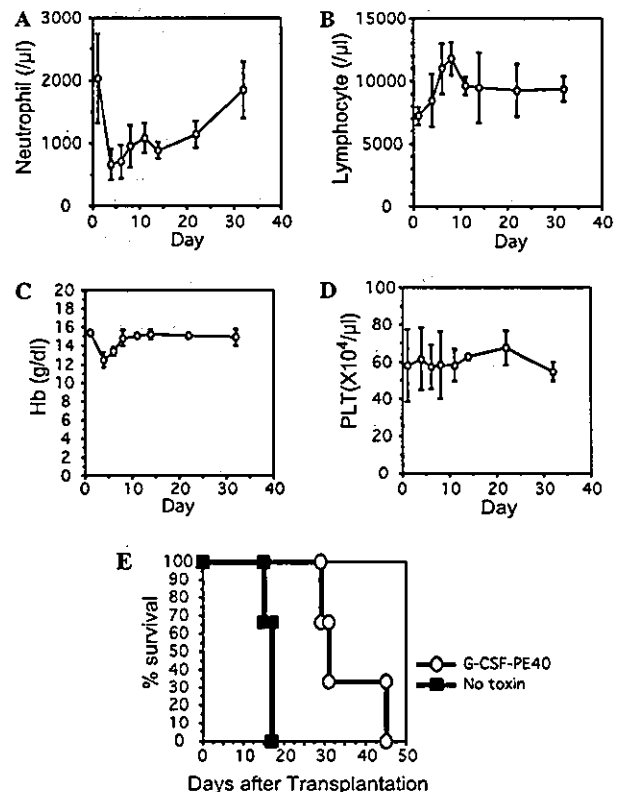 A
Neutrophil (/µl)
3000
2000
1000
0
0 10 20 30 40
Day
B
Lymphocyte (/µl)
15000
10000
5000
0
0 10 20 30 40
Day
C
Hb (g/dl)
20
18
16
14
12
10
8
6
4
2
0
0 20 40
Day
D
PLT(X10⁴/µl)
100
80
60
40
20
0
0 10 20 30 40
Day
E
% survival
100
90
80
70
60
50
40
30
20
10
0
0 10 20 30 40 50
Days after Transplantation
G-CSF-PE40
No toxin